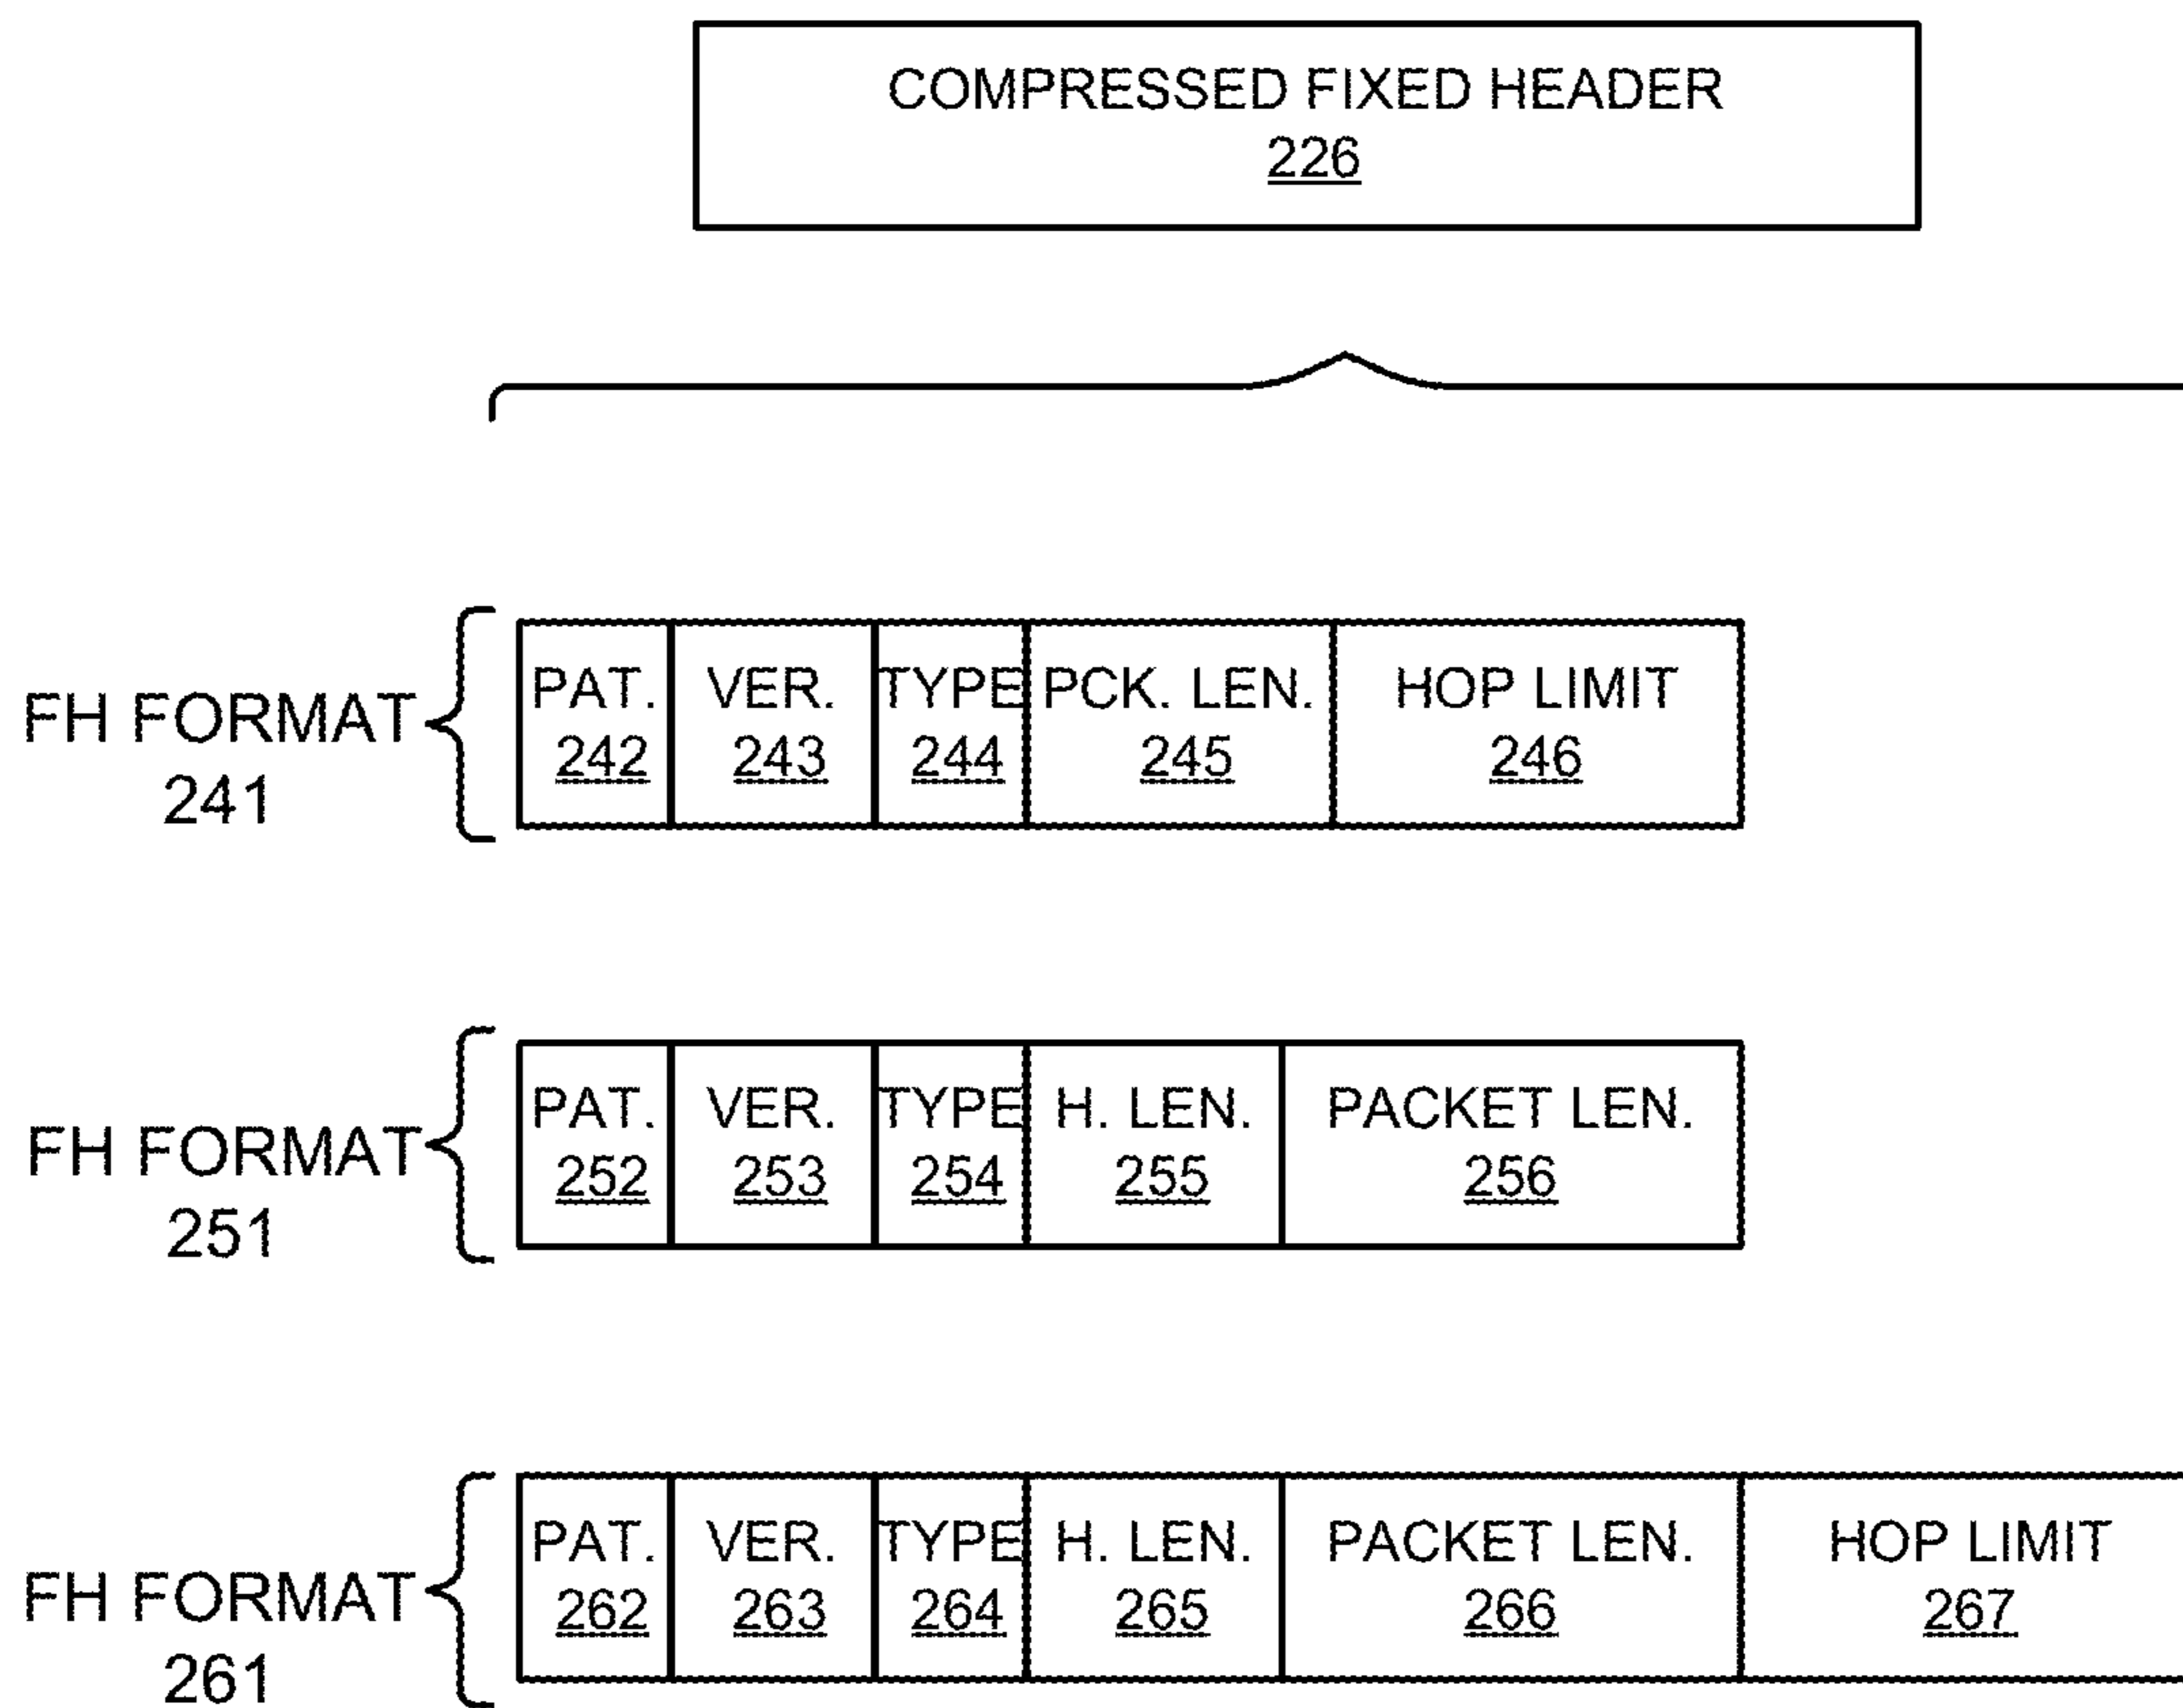 COMPRESSED FIXED HEADER
226
FH FORMAT
241
PAT. VER. TYPE PCK. LEN. HOP LIMIT
242 243 244 245 246
FH FORMAT
251
PAT. VER. TYPE H. LEN. PACKET LEN.
252 253 254 255 256
FH FORMAT
261
PAT. VER. TYPE H. LEN. PACKET LEN. HOP LIMIT
262 263 264 265 266 267